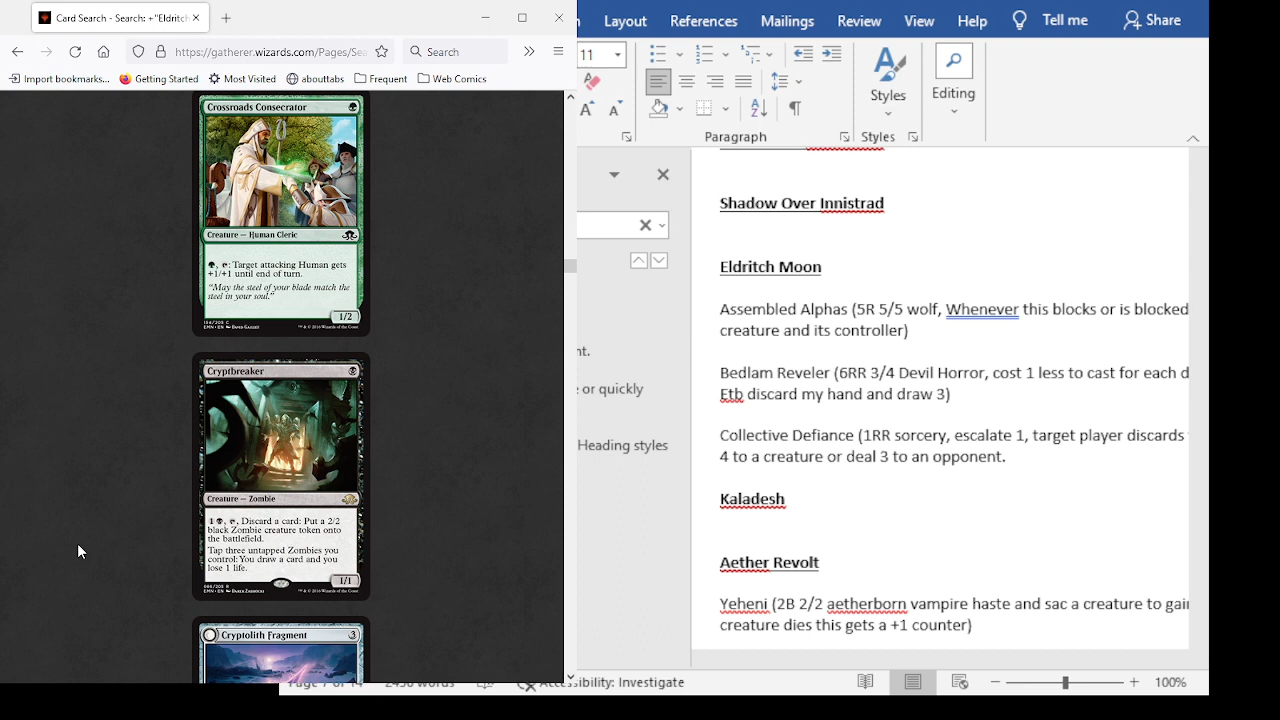 Card Search - Search: +"Eldritch
https://gatherer.wizards.com/Pages/Sea
Search
Import bookmarks...
Getting Started
Most Visited
abouttabs
Frequent
Web Comics
Crossroads Consecrator
Creature — Human Cleric
, : Target attacking Human gets
+1/+1 until end of turn.
"May the steel of your blade match the
steel in your soul."
1/2
Cryptbreaker
Creature — Zombie
1 , , Discard a card: Put a 2/2
black Zombie creature token onto
the battlefield.
Tap three untapped Zombies you
control: You draw a card and you
lose 1 life.
1/1
Cryptolith Fragment
3
Layout
References
Mailings
Review
View
Help
Tell me
Share
11
Styles
Editing
Paragraph
Styles
nt.
e or quickly
Heading styles
Shadow Over Innistrad
Eldritch Moon
Assembled Alphas (5R 5/5 wolf, Whenever this blocks or is blocked
creature and its controller)
Bedlam Reveler (6RR 3/4 Devil Horror, cost 1 less to cast for each d
Etb discard my hand and draw 3)
Collective Defiance (1RR sorcery, escalate 1, target player discards
4 to a creature or deal 3 to an opponent.
Kaladesh
Aether Revolt
Yeheni (2B 2/2 aetherborn vampire haste and sac a creature to gai
creature dies this gets a +1 counter)
Accessibility: Investigate
100%